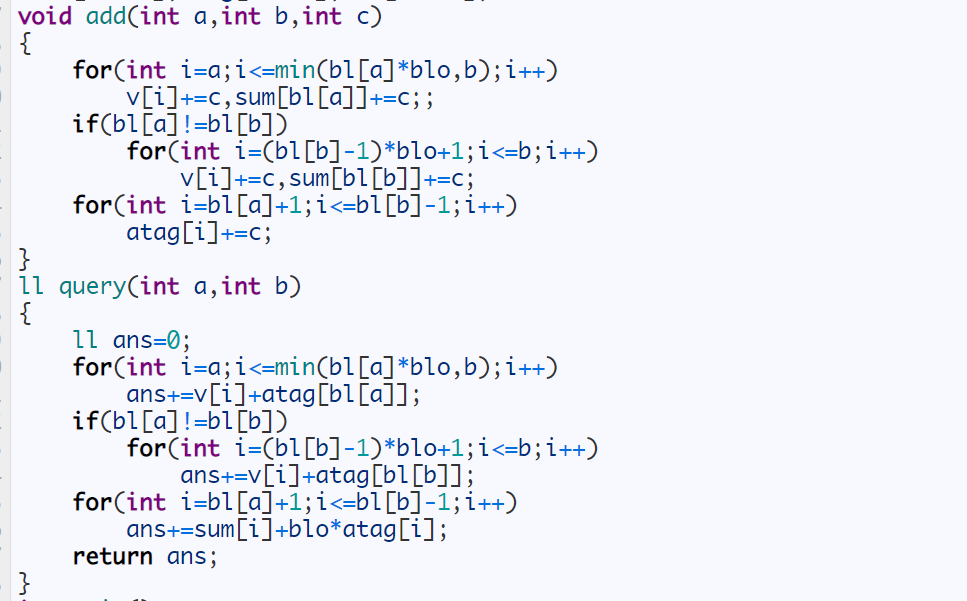 void add(int a,int b,int c)
{
    for(int i=a;i<=min(bl[a]*blo,b);i++)
        v[i]+=c,sum[bl[a]]+=c;;
    if(bl[a]!=bl[b])
        for(int i=(bl[b]-1)*blo+1;i<=b;i++)
            v[i]+=c,sum[bl[b]]+=c;
    for(int i=bl[a]+1;i<=bl[b]-1;i++)
        atag[i]+=c;
}
ll query(int a,int b)
{
    ll ans=0;
    for(int i=a;i<=min(bl[a]*blo,b);i++)
        ans+=v[i]+atag[bl[a]];
    if(bl[a]!=bl[b])
        for(int i=(bl[b]-1)*blo+1;i<=b;i++)
            ans+=v[i]+atag[bl[b]];
    for(int i=bl[a]+1;i<=bl[b]-1;i++)
        ans+=sum[i]+blo*atag[i];
    return ans;
}